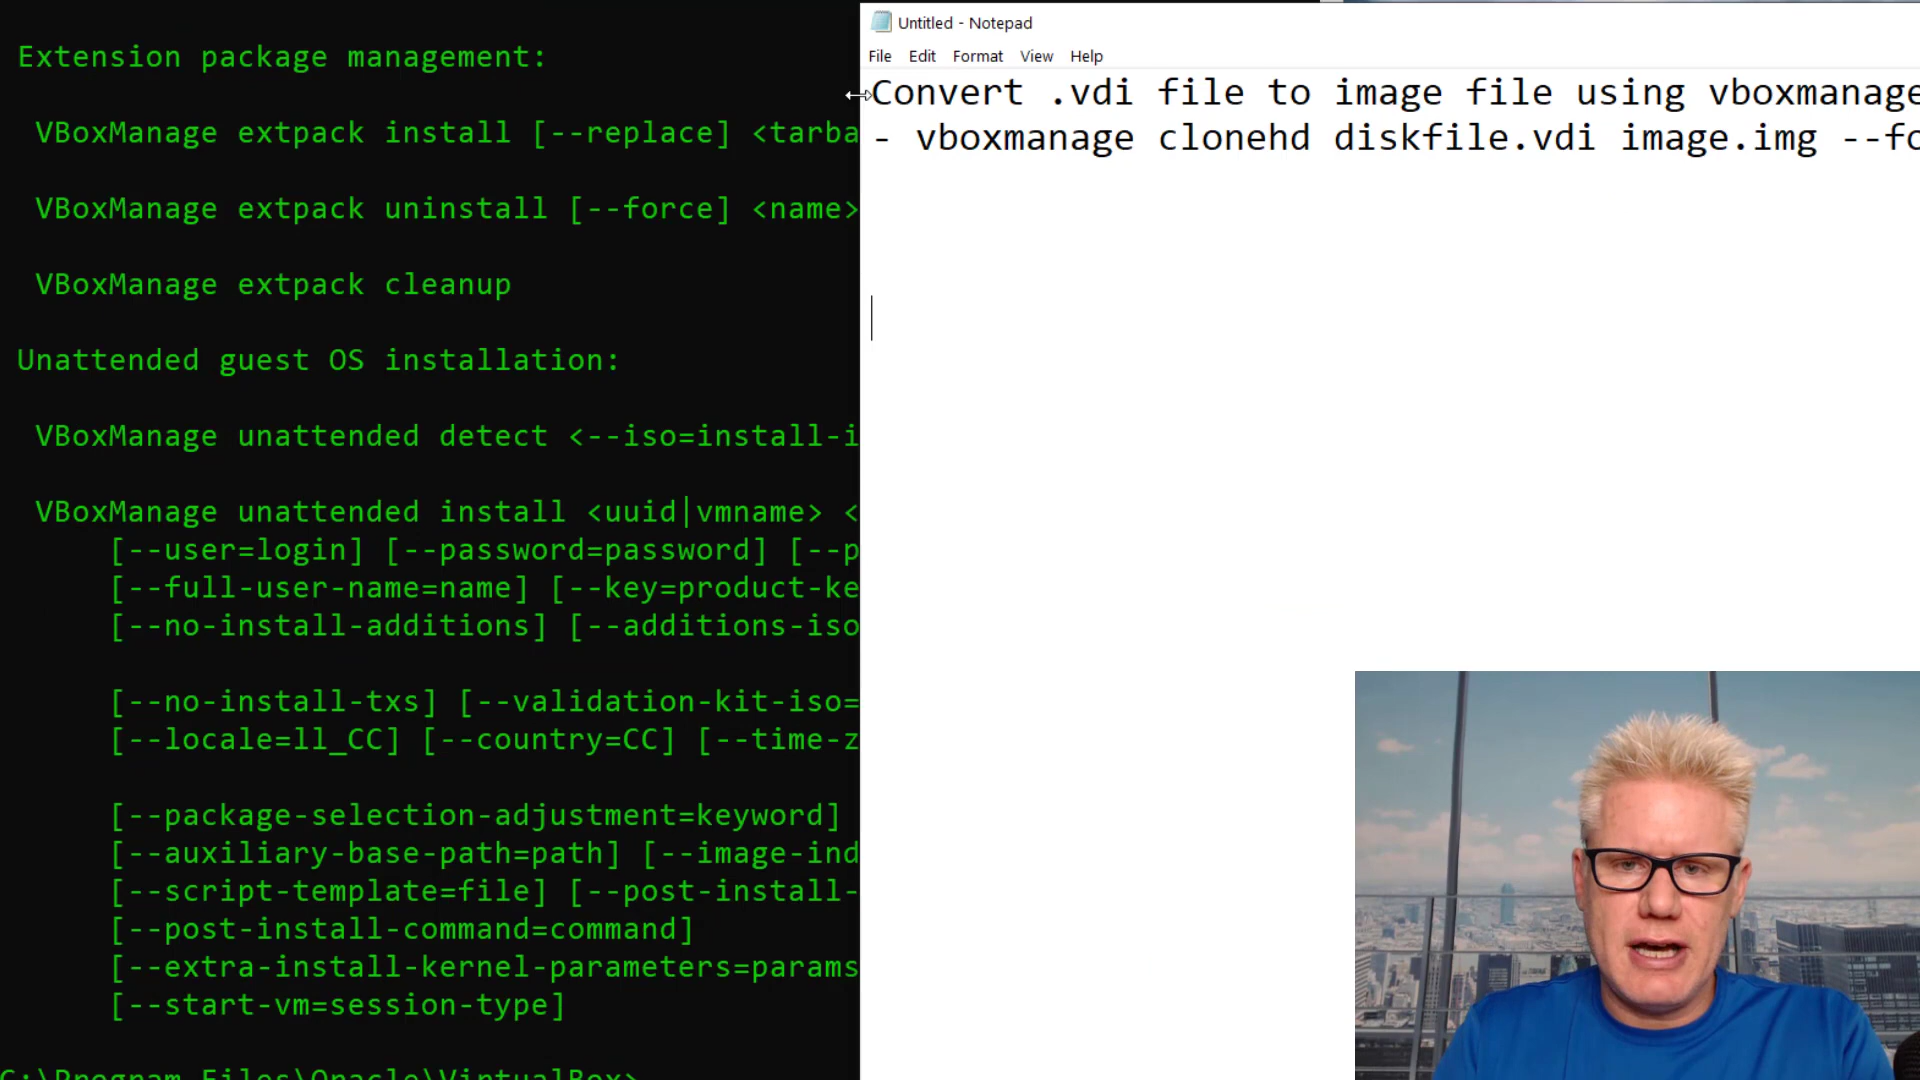 Extension package management:
VBoxManage extpack install [--replace] <tarba
VBoxManage extpack uninstall [--force] <name>
VBoxManage extpack cleanup
Unattended guest OS installation:
VBoxManage unattended detect <--iso=install-i
VBoxManage unattended install <uuid|vmname> <
[--user=login] [--password=password] [--p
[--full-user-name=name] [--key=product-ke
[--no-install-additions] [--additions-iso
[--no-install-txs] [--validation-kit-iso=
[--locale=ll_CC] [--country=CC] [--time-z
[--package-selection-adjustment=keyword]
[--auxiliary-base-path=path] [--image-ind
[--script-template=file] [--post-install-
[--post-install-command=command]
[--extra-install-kernel-parameters=params
[--start-vm=session-type]
C:\Program Files\Oracle\VirtualBox>
Untitled - Notepad
File Edit Format View Help
Convert .vdi file to image file using vboxmanage
- vboxmanage clonehd diskfile.vdi image.img --fo